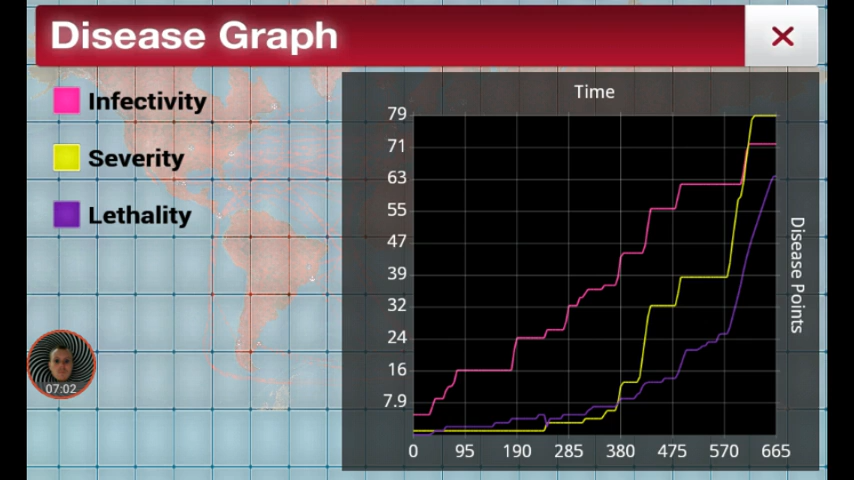 Disease Graph
Infectivity
Severity
Lethality
07:02
Time
79
71
63
55
47
39
32
24
16
7.9
0 95 190 285 380 475 570 665
Disease Points